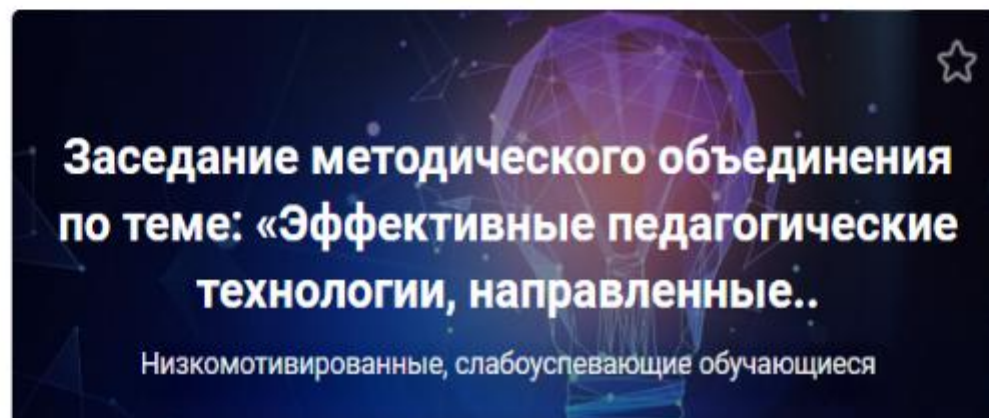 Заседание методического объединения
по теме: «Эффективные педагогические
технологии, направленные..
Низкомотивированные, слабоуспевающие обучающиеся